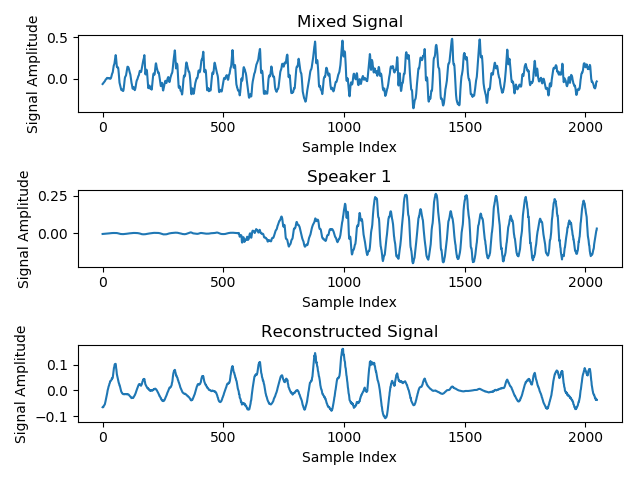 Mixed Signal
Signal Amplitude
0.5
0.0
0
500
1000
1500
2000
Sample Index
Speaker 1
Signal Amplitude
0.25
0.00
0
500
1000
1500
2000
Sample Index
Reconstructed Signal
Signal Amplitude
0.1
0.0
−0.1
0
500
1000
1500
2000
Sample Index